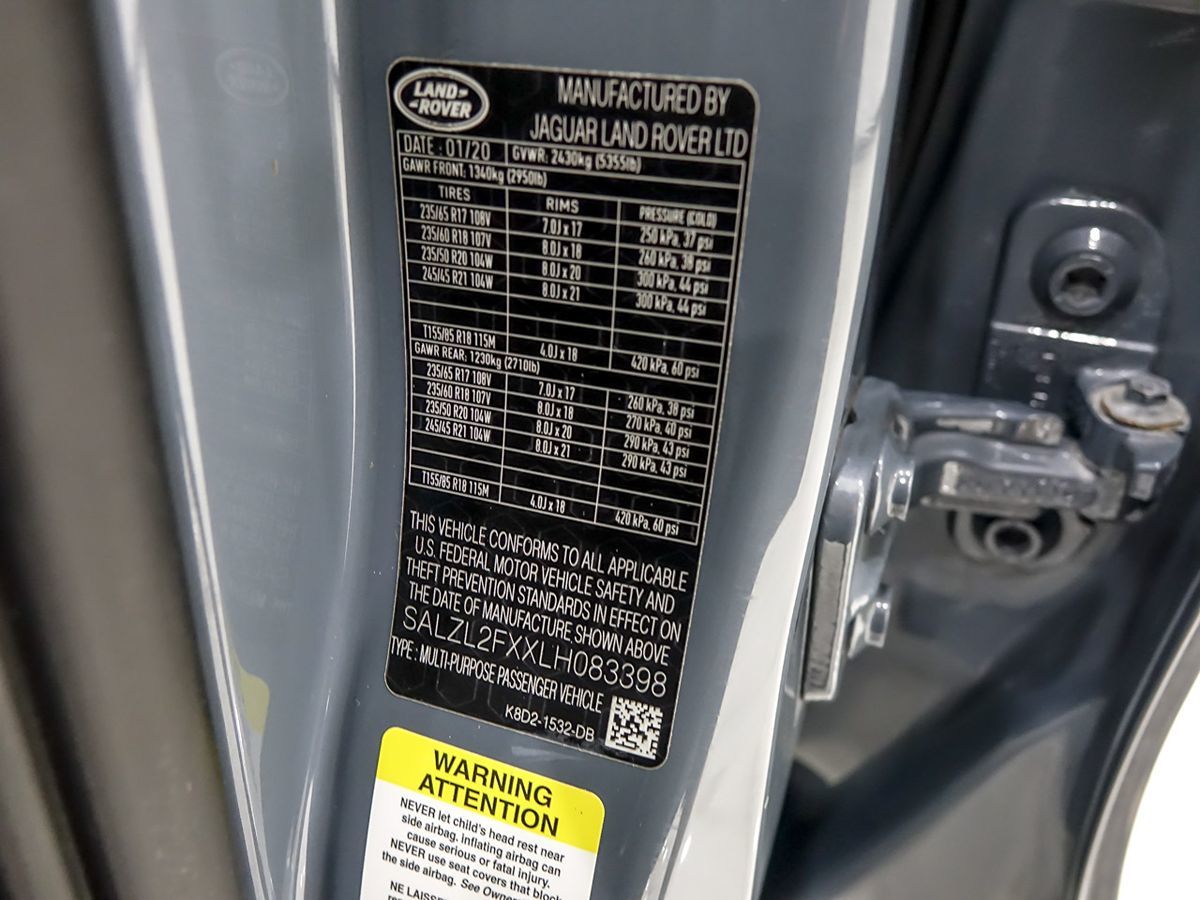 LAND-
-ROVER
MANUFACTURED BY
JAGUAR LAND ROVER LTD
DATE : 01/20 GVWR: 2430kg (5355lb)
GAWR FRONT: 1340kg (2950lb)
TIRES RIMS PRESSURE (COLD)
235/65 R17 108V 7.0J x 17 250 kPa, 37 psi
235/60 R18 107V 8.0J x 18 260 kPa, 38 psi
235/50 R20 104W 8.0J x 20 300 kPa, 44 psi
245/45 R21 104W 8.0J x 21 300 kPa, 44 psi
T155/85 R18 115M 4.0J x 18 420 kPa, 60 psi
GAWR REAR: 1230kg (2710lb)
235/65 R17 108V 7.0J x 17 260 kPa, 38 psi
235/60 R18 107V 8.0J x 18 270 kPa, 40 psi
235/50 R20 104W 8.0J x 20 290 kPa, 43 psi
245/45 R21 104W 8.0J x 21 290 kPa, 43 psi
T155/85 R18 115M 4.0J x 18 420 kPa, 60 psi
THIS VEHICLE CONFORMS TO ALL APPLICABLE
U.S. FEDERAL MOTOR VEHICLE SAFETY AND
THEFT PREVENTION STANDARDS IN EFFECT ON
THE DATE OF MANUFACTURE SHOWN ABOVE
SALZL2FXXLH083398
TYPE : MULTI-PURPOSE PASSENGER VEHICLE
K8D2-1532-DB
WARNING
ATTENTION
NEVER let child's head rest near
side airbag, inflating airbag can
cause serious or fatal injury.
NEVER use seat covers that block
the side airbag. See Owner
NE LAISSE